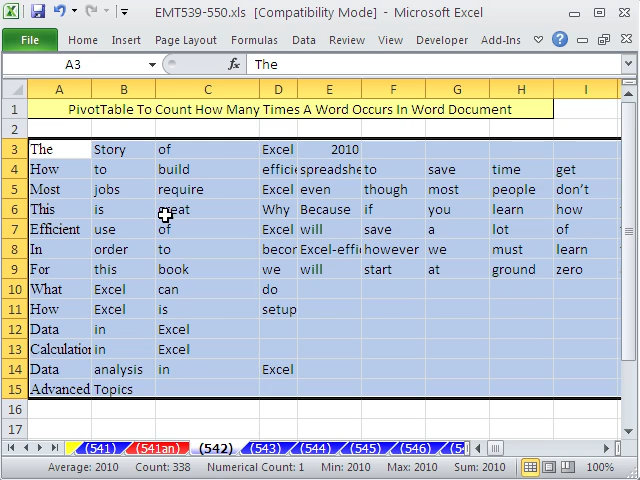 EMT539-550.xls [Compatibility Mode] - Microsoft Excel
File Home Insert Page Layout Formulas Data Review View Developer Add-Ins
A3 fx The
A B C D E F G H I
1 PivotTable To Count How Many Times A Word Occurs In Word Document
2
3 The Story of Excel 2010
4 How to build efficie spreadshe to save time get
5 Most jobs require Excel even though most people don't
6 This is great Why Because if you learn how
7 Efficient use of Excel will save a lot of
8 In order to becor Excel-effi however we must learn
9 For this book we will start at ground zero
10 What Excel can do
11 How Excel is setup
12 Data in Excel
13 Calculation in Excel
14 Data analysis in Excel
15 Advanced Topics
16
17
(541) (541an) (542) (543) (544) (545) (546) (54
Average: 2010 Count: 338 Numerical Count: 1 Min: 2010 Max: 2010 Sum: 2010 100%